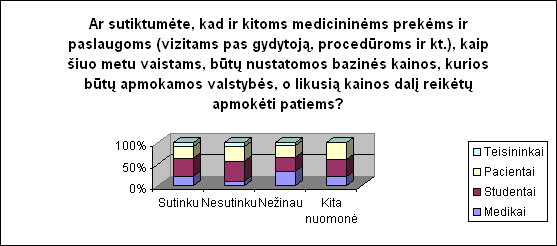 Ar sutiktumėte, kad ir kitoms medicininėms prekėms ir
paslaugoms (vizitams pas gydytoją, procedūroms ir kt.), kaip
šiuo metu vaistams, būtų nustatomos bazinės kainos, kurios
būtų apmokamos valstybės, o likusią kainos dalį reikėtų
apmokėti patiems?
100%
50%
0%
Sutinku Nesutinku Nežinau Kita
nuomonė
Teisininkai
Pacientai
Studentai
Medikai